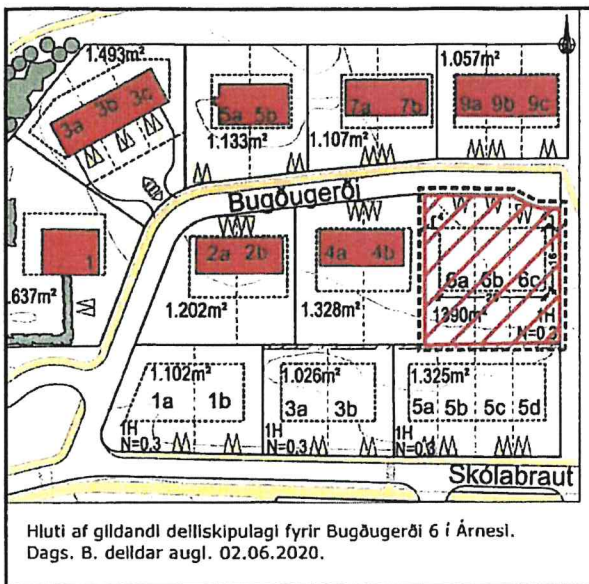 1.493m² 1.057m²
3a 3b 3c 5a 5b 7a 7b 9a 9b 9c
1.133m² 1.107m²
Bugðugerði
1 2a 2b 4a 4b 6a 6b 6c
.637m² 1.202m² 1.328m² 1390m²
1H
N=0.3
1.102m² 1.026m² 1.325m²
1a 1b 3a 3b 5a 5b 5c 5d
1H 1H 1H
N=0.3 N=0.3 N=0.3
Skólabraut
Hluti af gildandi deiliskipulagi fyrir Bugðugerði 6 í Árnesi.
Dags. B. deildar augl. 02.06.2020.